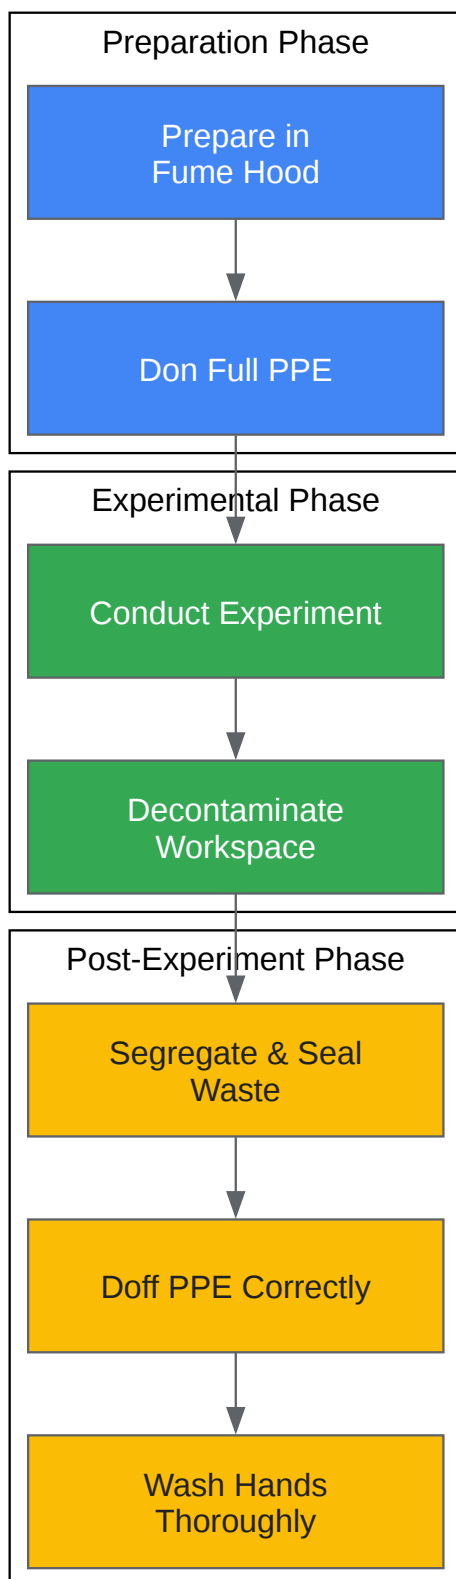 Preparation Phase
Prepare in
Fume Hood
Don Full PPE
Experimental Phase
Conduct Experiment
Decontaminate
Workspace
Post-Experiment Phase
Segregate & Seal
Waste
Doff PPE Correctly
Wash Hands
Thoroughly